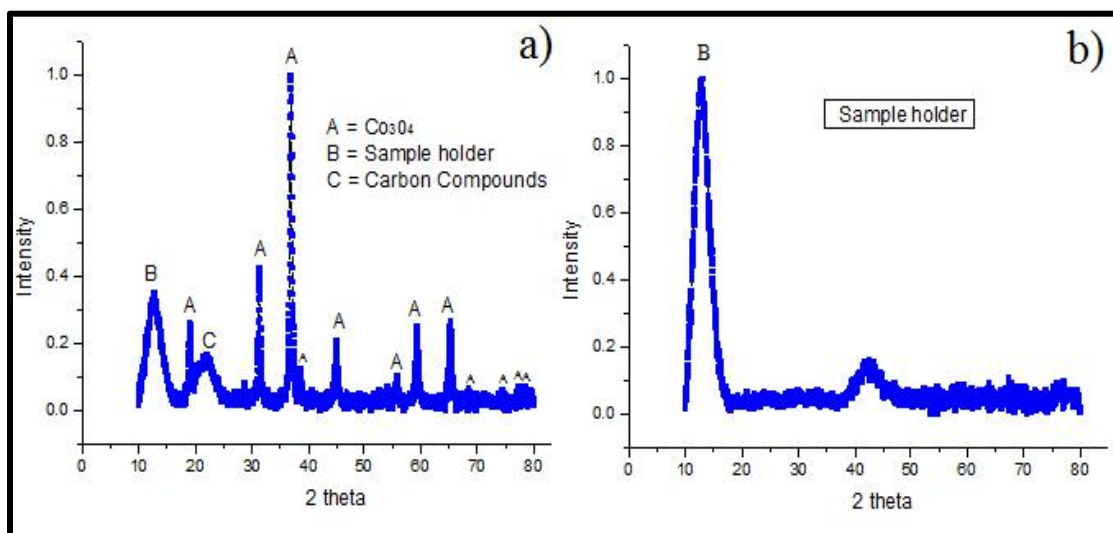 a)
A = Co₃0₄
B = Sample holder
C = Carbon Compounds
A
B
A
C
A
A
A
A
A
A
A
A
AA
Intensity
1.0
0.8
0.6
0.4
0.2
0.0
0 10 20 30 40 50 60 70 80
2 theta
b)
B
Sample holder
Intensity
1.0
0.8
0.6
0.4
0.2
0.0
0 10 20 30 40 50 60 70 80
2 theta